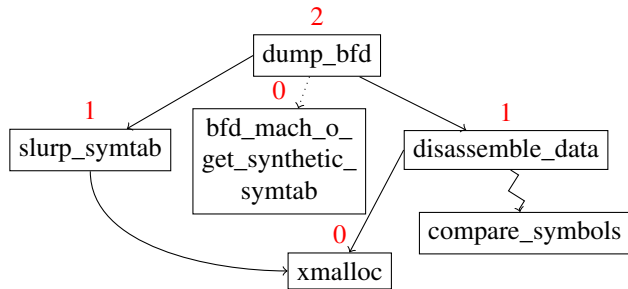 2
dump_bfd
0
1
1
slurp_symtab
bfd_mach_o_
get_synthetic_
symtab
disassemble_data
compare_symbols
0
xmalloc